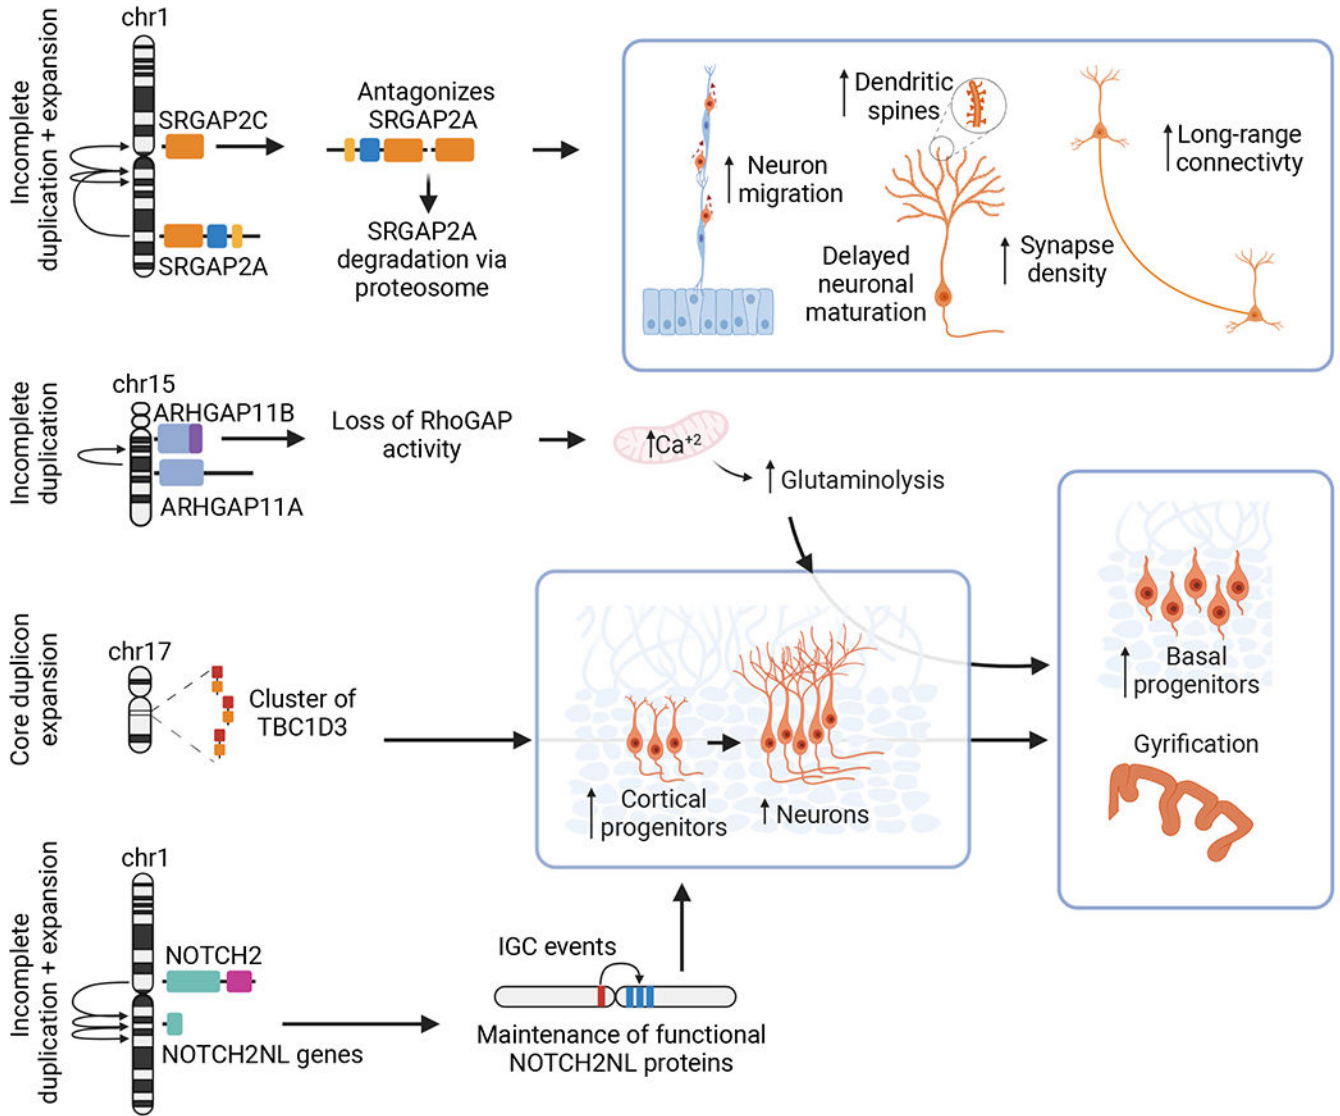 Incomplete
duplication + expansion
chr1
SRGAP2C
SRGAP2A
Antagonizes
SRGAP2A
SRGAP2A
degradation via
proteosome
Neuron
migration
Dendritic
spines
Delayed
neuronal
maturation
Synapse
density
Long-range
connectivty
Incomplete
duplication
chr15
ARHGAP11B
ARHGAP11A
Loss of RhoGAP
activity
Ca+2
Glutaminolysis
Core duplicon
expansion
chr17
Cluster of
TBC1D3
Cortical
progenitors
Neurons
Basal
progenitors
Gyrification
Incomplete
duplication + expansion
chr1
NOTCH2
NOTCH2NL genes
IGC events
Maintenance of functional
NOTCH2NL proteins